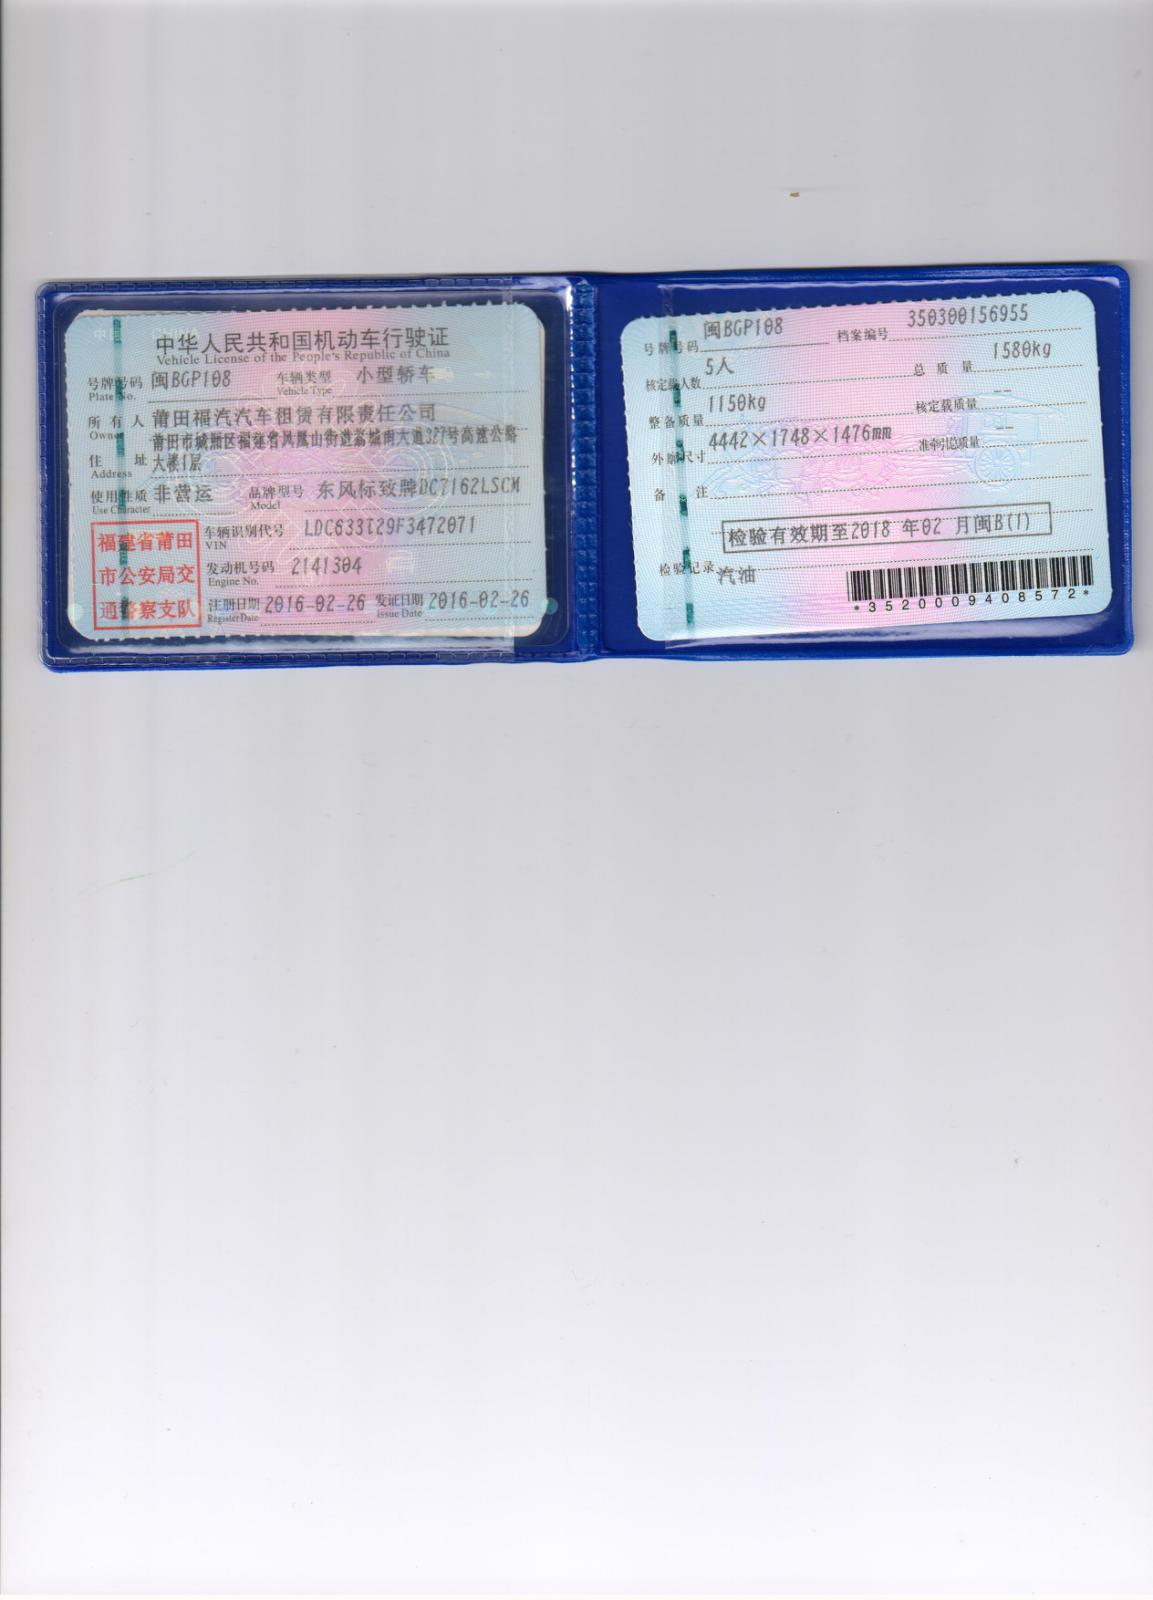 中华人民共和国机动车行驶证
Vehicle License of the People's Republic of China
号牌号码 闽BGP108 车辆类型 小型轿车
Plate No. Vehicle Type
所有人 莆田福汽汽车租赁有限责任公司
Owner
莆田市城厢区福建省凤凰山街道荔城南大道327号高速公路
住址 大楼1层
Address
使用性质 非营运 品牌型号 东风标致牌DC7162LSCM
Use Character Model
福建省莆田
市公安局交
通警察支队
车辆识别代号 LDC633T29F3472071
VIN
发动机号码 2141304
Engine No.
注册日期 2016-02-26 发证日期 2016-02-26
Register Date Issue Date
号牌号码 闽BGP108 档案编号 350300156955
核定载人数 5人 总质量 1580kg
整备质量 1150kg 核定载质量 --
外廓尺寸 4442×1748×1476mm 准牵引总质量 --
备注
检验有效期至2018年02月闽B(1)
检验记录 汽油
*3520009408572*